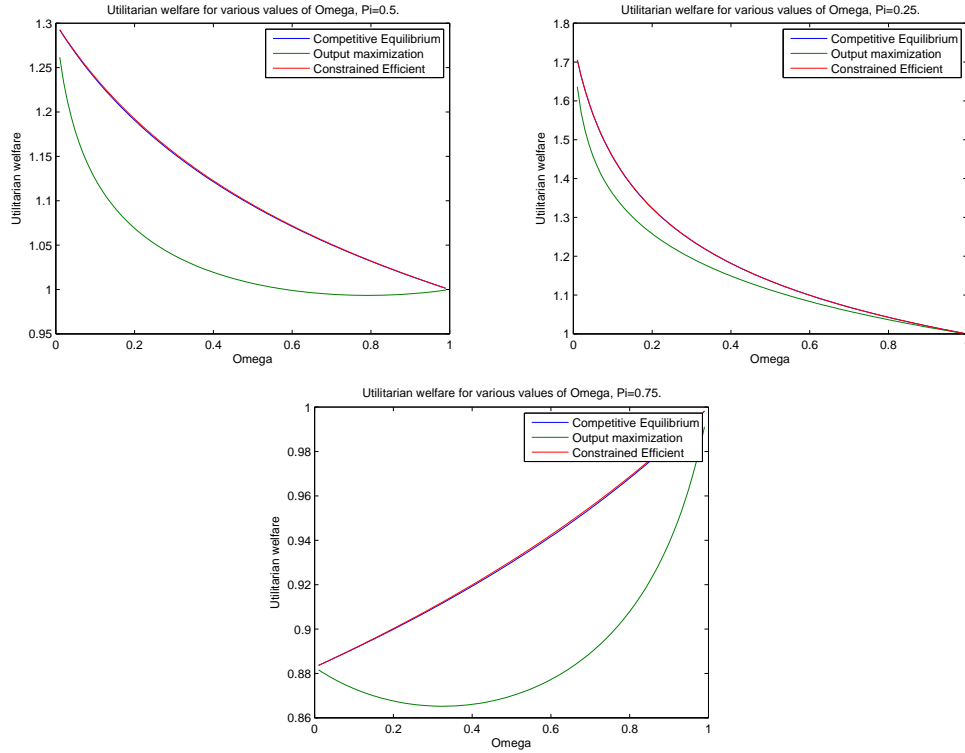 Utilitarian welfare for various values of Omega, Pi=0.5.
1.3
1.25
1.2
1.15
1.1
1.05
1
0.95
Utilitarian welfare
Competitive Equilibrium
Output maximization
Constrained Efficient
0 0.2 0.4 0.6 0.8 1
Omega
Utilitarian welfare for various values of Omega, Pi=0.25.
1.8
1.7
1.6
1.5
1.4
1.3
1.2
1.1
1
Utilitarian welfare
Competitive Equilibrium
Output maximization
Constrained Efficient
0 0.2 0.4 0.6 0.8 1
Omega
Utilitarian welfare for various values of Omega, Pi=0.75.
1
0.98
0.96
0.94
0.92
0.9
0.88
0.86
Utilitarian welfare
Competitive Equilibrium
Output maximization
Constrained Efficient
0 0.2 0.4 0.6 0.8 1
Omega